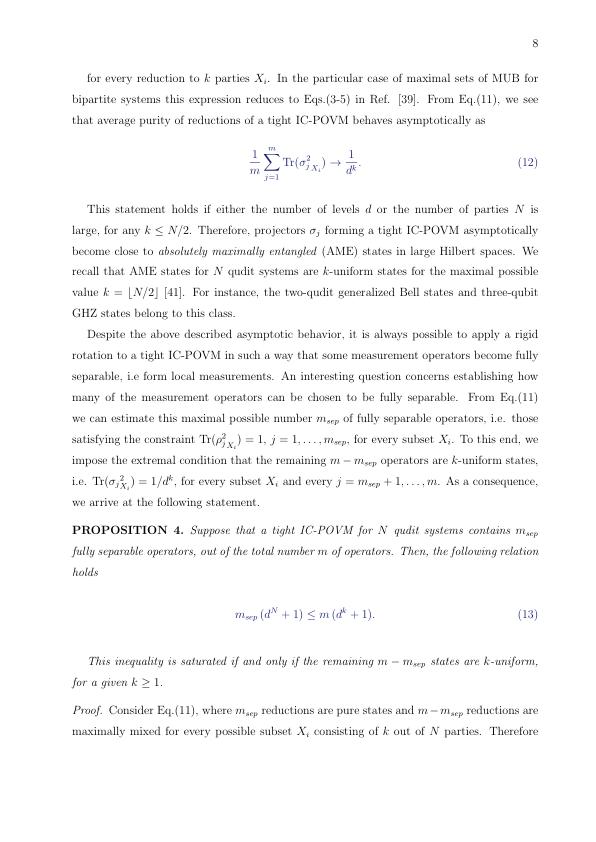 8
for every reduction to k parties X_i. In the particular case of maximal sets of MUB for
bipartite systems this expression reduces to Eqs.(3-5) in Ref. [39]. From Eq.(11), we see
that average purity of reductions of a tight IC-POVM behaves asymptotically as
\frac{1}{m} \sum_{j=1}^{m} Tr(σ_{j X_i}^2) → \frac{1}{d^k}. (12)
This statement holds if either the number of levels d or the number of parties N is
large, for any k ≤ N/2. Therefore, projectors σ_j forming a tight IC-POVM asymptotically
become close to absolutely maximally entangled (AME) states in large Hilbert spaces. We
recall that AME states for N qudit systems are k-uniform states for the maximal possible
value k = ⌊N/2⌋ [41]. For instance, the two-qudit generalized Bell states and three-qubit
GHZ states belong to this class.
Despite the above described asymptotic behavior, it is always possible to apply a rigid
rotation to a tight IC-POVM in such a way that some measurement operators become fully
separable, i.e form local measurements. An interesting question concerns establishing how
many of the measurement operators can be chosen to be fully separable. From Eq.(11)
we can estimate this maximal possible number m_{sep} of fully separable operators, i.e. those
satisfying the constraint Tr(ρ_{j X_i}^2) = 1, j = 1, . . . , m_{sep}, for every subset X_i. To this end, we
impose the extremal condition that the remaining m − m_{sep} operators are k-uniform states,
i.e. Tr(σ_{j X_i}^2) = 1/d^k, for every subset X_i and every j = m_{sep} + 1, . . . , m. As a consequence,
we arrive at the following statement.
PROPOSITION 4. Suppose that a tight IC-POVM for N qudit systems contains m_{sep}
fully separable operators, out of the total number m of operators. Then, the following relation
holds
m_{sep} (d^N + 1) ≤ m (d^k + 1). (13)
This inequality is saturated if and only if the remaining m − m_{sep} states are k-uniform,
for a given k ≥ 1.
Proof. Consider Eq.(11), where m_{sep} reductions are pure states and m − m_{sep} reductions are
maximally mixed for every possible subset X_i consisting of k out of N parties. Therefore